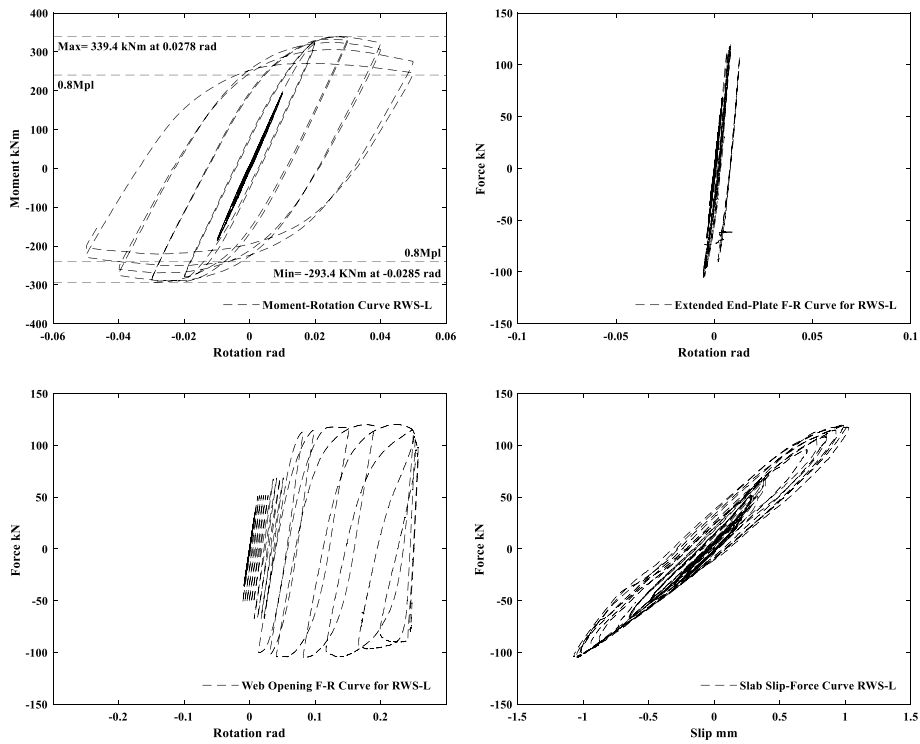 400
300
200
100
0
-100
-200
-300
-400
Moment kNm
Max= 339.4 kNm at 0.0278 rad
0.8Mpl
0.8Mpl
Min= -293.4 KNm at -0.0285 rad
Moment-Rotation Curve RWS-L
-0.06 -0.04 -0.02 0 0.02 0.04 0.06
Rotation rad
150
100
50
0
-50
-100
-150
Force kN
Extended End-Plate F-R Curve for RWS-L
-0.1 -0.05 0 0.05 0.1
Rotation rad
150
100
50
0
-50
-100
-150
Force kN
Web Opening F-R Curve for RWS-L
-0.2 -0.1 0 0.1 0.2
Rotation rad
150
100
50
0
-50
-100
-150
Force kN
Slab Slip-Force Curve RWS-L
-1.5 -1 -0.5 0 0.5 1 1.5
Slip mm